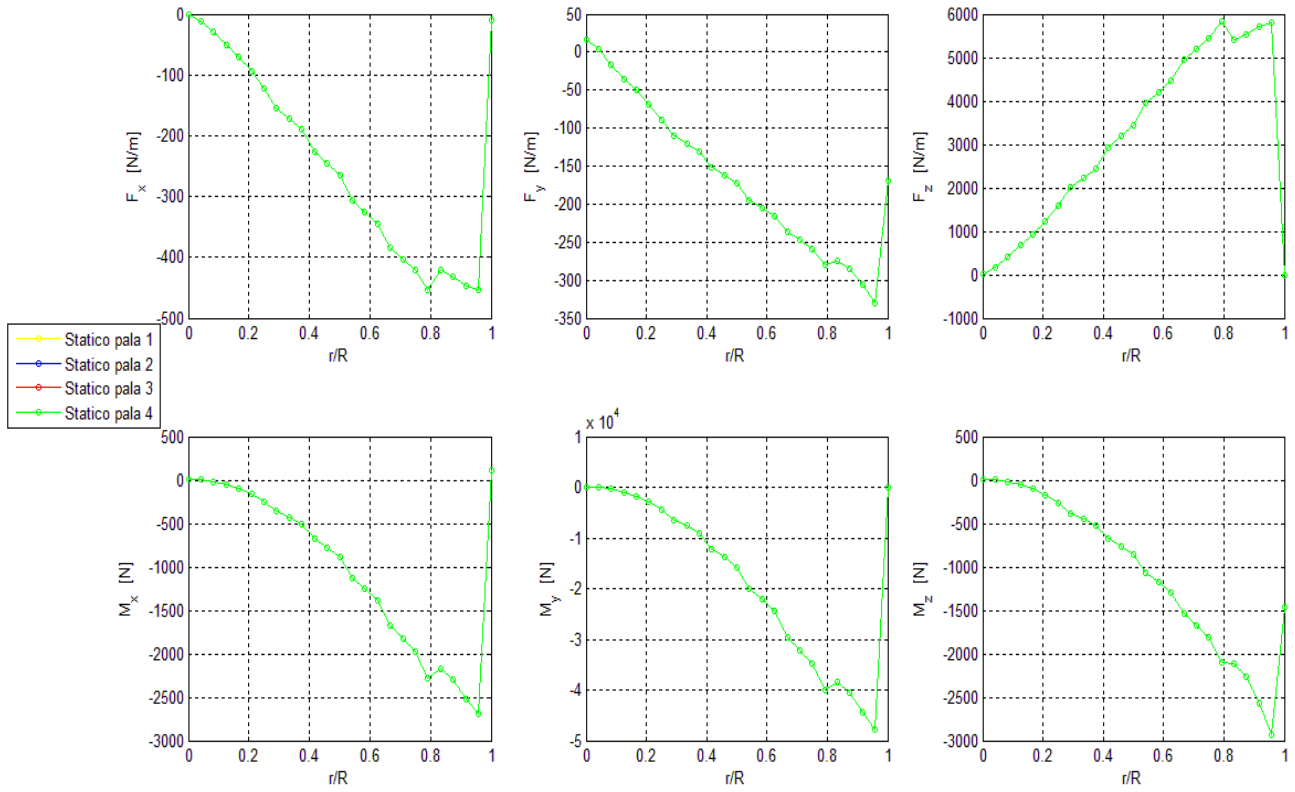 0
-100
-200
-300
-400
-500
0 0.2 0.4 0.6 0.8 1
r/R
F_x [N/m]
50
0
-50
-100
-150
-200
-250
-300
-350
0 0.2 0.4 0.6 0.8 1
r/R
F_y [N/m]
6000
5000
4000
3000
2000
1000
0
-1000
0 0.2 0.4 0.6 0.8 1
r/R
F_z [N/m]
Statico pala 1
Statico pala 2
Statico pala 3
Statico pala 4
500
0
-500
-1000
-1500
-2000
-2500
-3000
0 0.2 0.4 0.6 0.8 1
r/R
M_x [N]
x 10^4
1
0
-1
-2
-3
-4
-5
0 0.2 0.4 0.6 0.8 1
r/R
M_y [N]
500
0
-500
-1000
-1500
-2000
-2500
-3000
0 0.2 0.4 0.6 0.8 1
r/R
M_z [N]